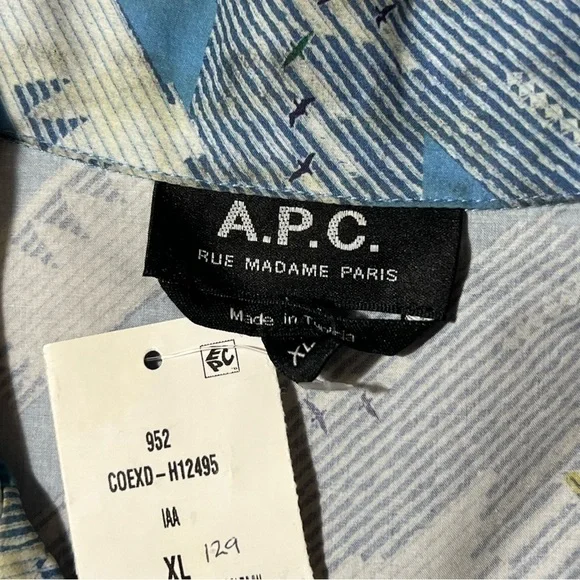 A.P.C.
RUE MADAME PARIS
Made in Tunisia
XL
EPC
952
COEXD-H12495
IAA
XL 129